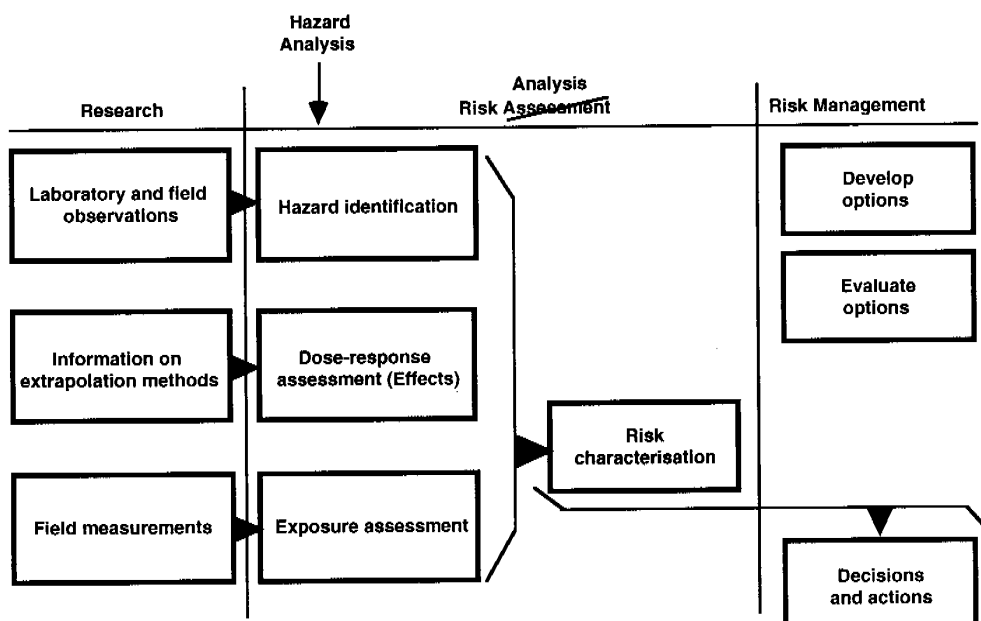 Hazard
Analysis
Analysis
Research
Risk Assessment
Risk Management
Laboratory and field
observations
Hazard identification
Develop
options
Evaluate
options
Information on
extrapolation methods
Dose-response
assessment (Effects)
Risk
characterisation
Field measurements
Exposure assessment
Decisions
and actions